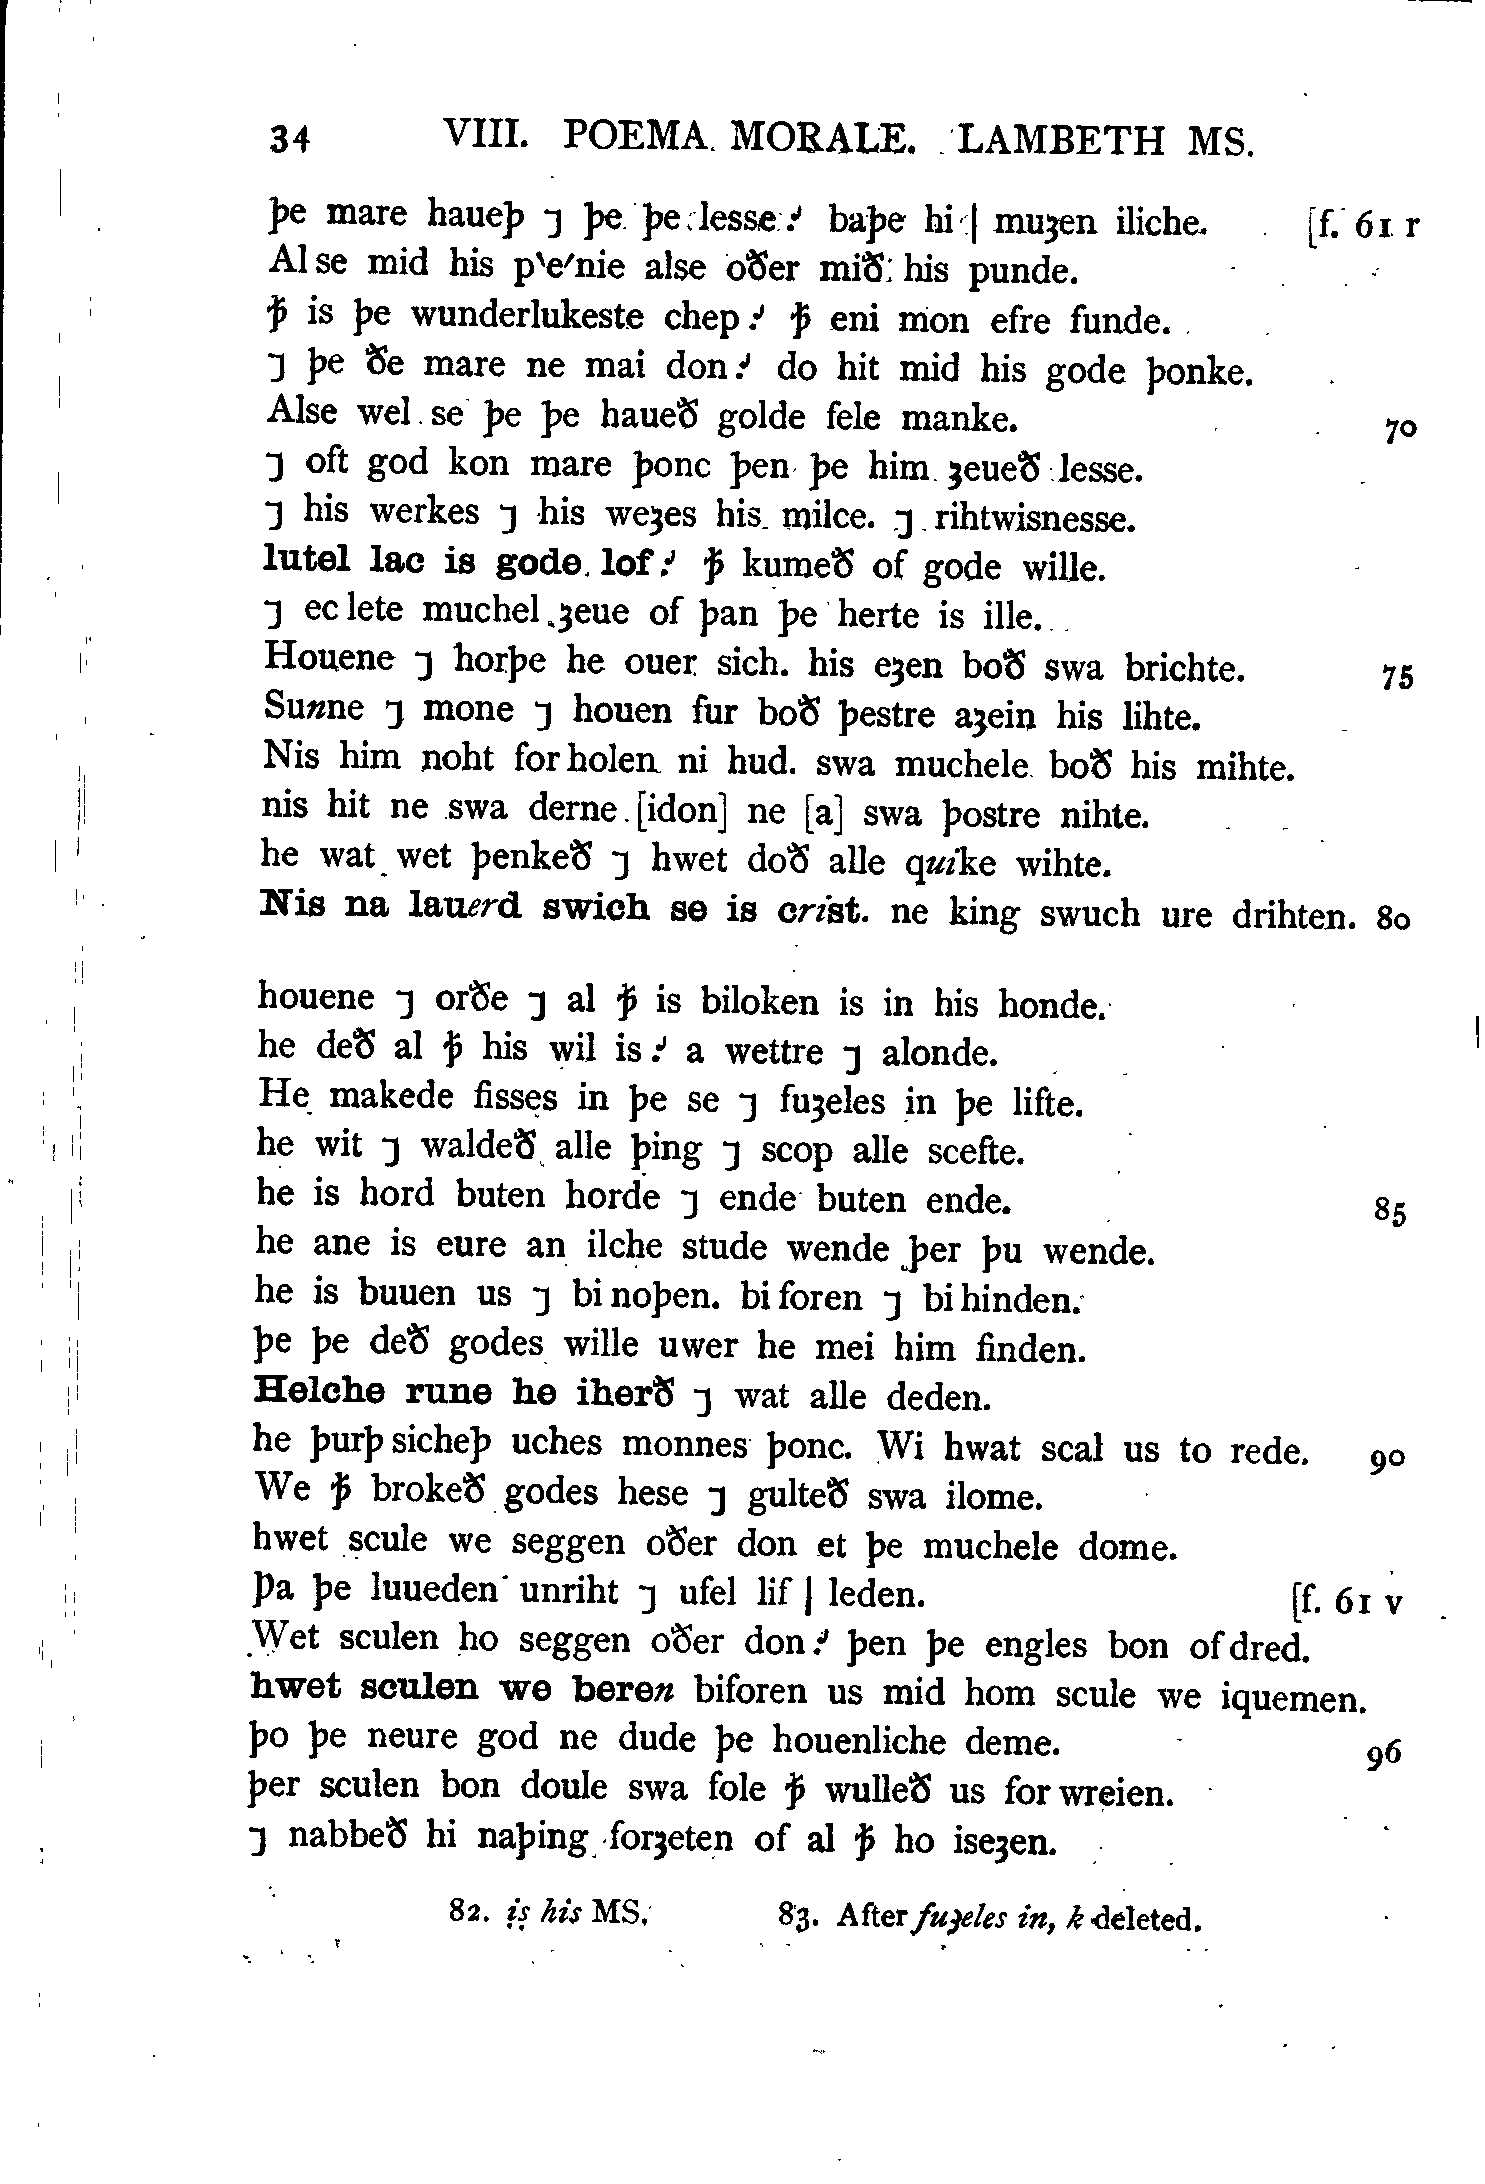 34 VIII. POEMA MORALE. LAMBETH MS.
þe mare haueþ ⁊ þe þe lesse؛ baþe hi | muȝen iliche. [f. 61 r
Al se mid his pˋeˊnie alse oðer mið his punde.
ꝥ is þe wunderlukeste chep؛ ꝥ eni mon efre funde.
⁊ þe ðe mare ne mai don؛ do hit mid his gode þonke.
Alse wel se þe þe haueð golde fele manke. 70
⁊ oft god kon mare þonc þen þe him ȝeueð lesse.
⁊ his werkes ⁊ his weȝes his milce. ⁊ rihtwisnesse.
lutel lac is gode lof؛ ꝥ kumeð of gode wille.
⁊ ec lete muchel ȝeue of þan þe herte is ille.
Houene ⁊ horþe he ouer sich. his eȝen boð swa brichte. 75
Sunne ⁊ mone ⁊ houen fur boð þestre aȝein his lihte.
Nis him noht for holen ni hud. swa muchele boð his mihte.
nis hit ne swa derne [idon] ne [a] swa þostre nihte.
he wat wet þenkeð ⁊ hwet doð alle quike wihte.
Nis na lauerd swich se is crist. ne king swuch ure drihten. 80
houene ⁊ orðe ⁊ al ꝥ is biloken is in his honde.
he deð al ꝥ his wil is؛ a wettre ⁊ alonde.
He makede fisses in þe se ⁊ fuȝeles in þe lifte.
he wit ⁊ waldeð alle þing ⁊ scop alle scefte.
he is hord buten horde ⁊ ende buten ende. 85
he ane is eure an ilche stude wende þer þu wende.
he is buuen us ⁊ bi noþen. bi foren ⁊ bi hinden.
þe þe deð godes wille uwer he mei him finden.
Helche rune he iherð ⁊ wat alle deden.
he þurþ sicheþ uches monnes þonc. Wi hwat scal us to rede. 90
We ꝥ brokeð godes hese ⁊ gulteð swa ilome.
hwet scule we seggen oðer don et þe muchele dome.
Þa þe luueden unriht ⁊ ufel lif | leden. [f. 61 v
Wet sculen ho seggen oðer don؛ þen þe engles bon of dred.
hwet sculen we beren biforen us mid hom scule we iquemen.
þo þe neure god ne dude þe houenliche deme. 96
þer sculen bon doule swa fole ꝥ wulleð us for wreien.
⁊ nabbeð hi naþing forȝeten of al ꝥ ho iseȝen.
82. ịṣ his MS. 83. After fuȝeles in, k deleted.